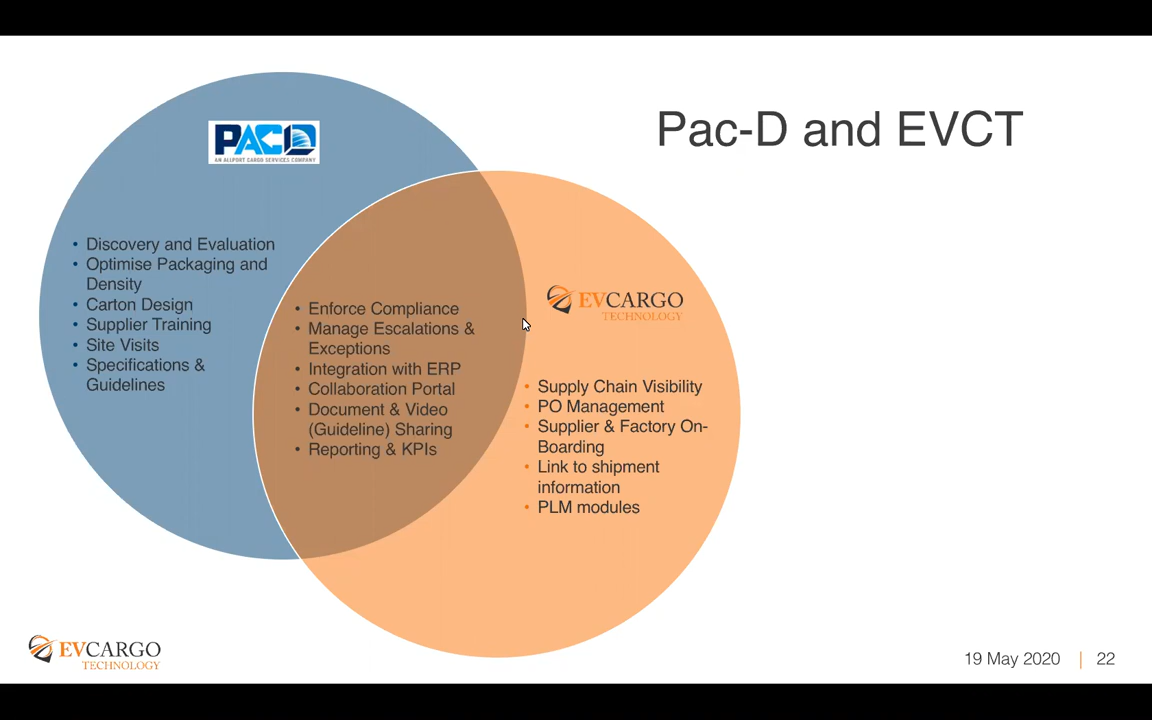 Pac-D and EVCT
PAC D
AN ALLPORT CARGO SERVICES COMPANY
• Discovery and Evaluation
• Optimise Packaging and
Density
• Carton Design
• Supplier Training
• Site Visits
• Specifications &
Guidelines
• Enforce Compliance
• Manage Escalations &
Exceptions
• Integration with ERP
• Collaboration Portal
• Document & Video
(Guideline) Sharing
• Reporting & KPIs
EVCARGO
TECHNOLOGY
• Supply Chain Visibility
• PO Management
• Supplier & Factory On-
Boarding
• Link to shipment
information
• PLM modules
EVCARGO
TECHNOLOGY
19 May 2020 | 22